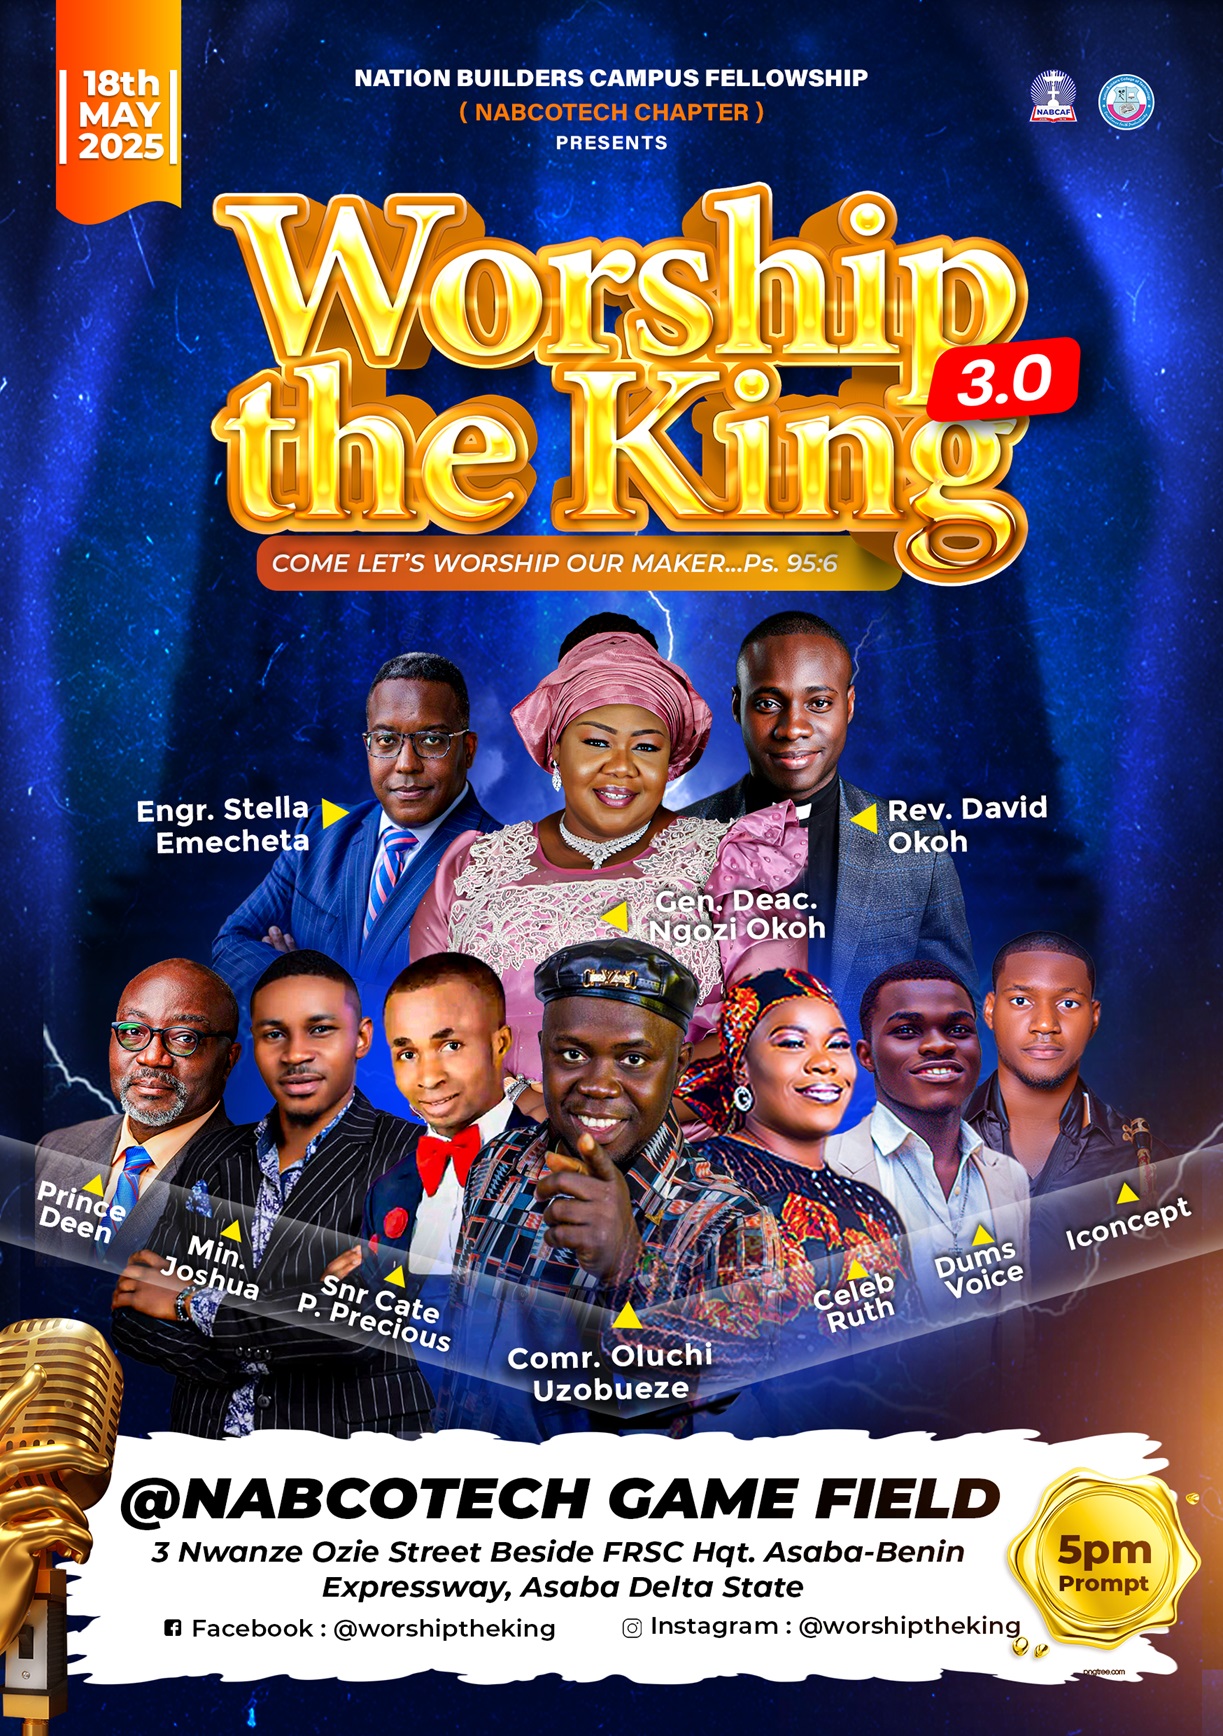 18th
MAY
2025
NATION BUILDERS CAMPUS FELLOWSHIP
( NABCOTECH CHAPTER )
PRESENTS
NABCAF
Worship
the King
3.0
COME LET'S WORSHIP OUR MAKER...Ps. 95:6
Engr. Stella
Emecheta
Rev. David
Okoh
Gen. Deac.
Ngozi Okoh
Prince
Deen
Min.
Joshua
Snr Cate
P. Precious
Comr. Oluchi
Uzobueze
Celeb
Ruth
Dums
Voice
Iconcept
@NABCOTECH GAME FIELD
3 Nwanze Ozie Street Beside FRSC Hqt. Asaba-Benin
Expressway, Asaba Delta State
Facebook : @worshiptheking
Instagram : @worshiptheking
5pm
Prompt
pngtree.com